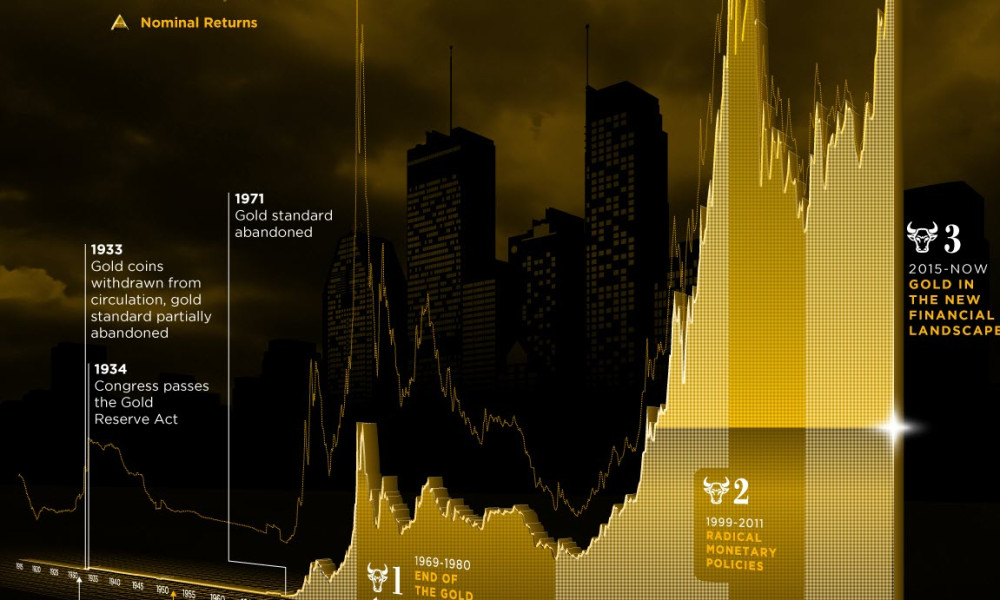 Nominal Returns
1971
Gold standard
abandoned
1933
Gold coins
withdrawn from
circulation, gold
standard partially
abandoned
1934
Congress passes
the Gold
Reserve Act
3
2015-NOW
GOLD IN
THE NEW
FINANCIAL
LANDSCAPE
2
1999-2011
RADICAL
MONETARY
POLICIES
1
1969-1980
END OF
THE GOLD
1935
1940
1945
1950
1955
1960